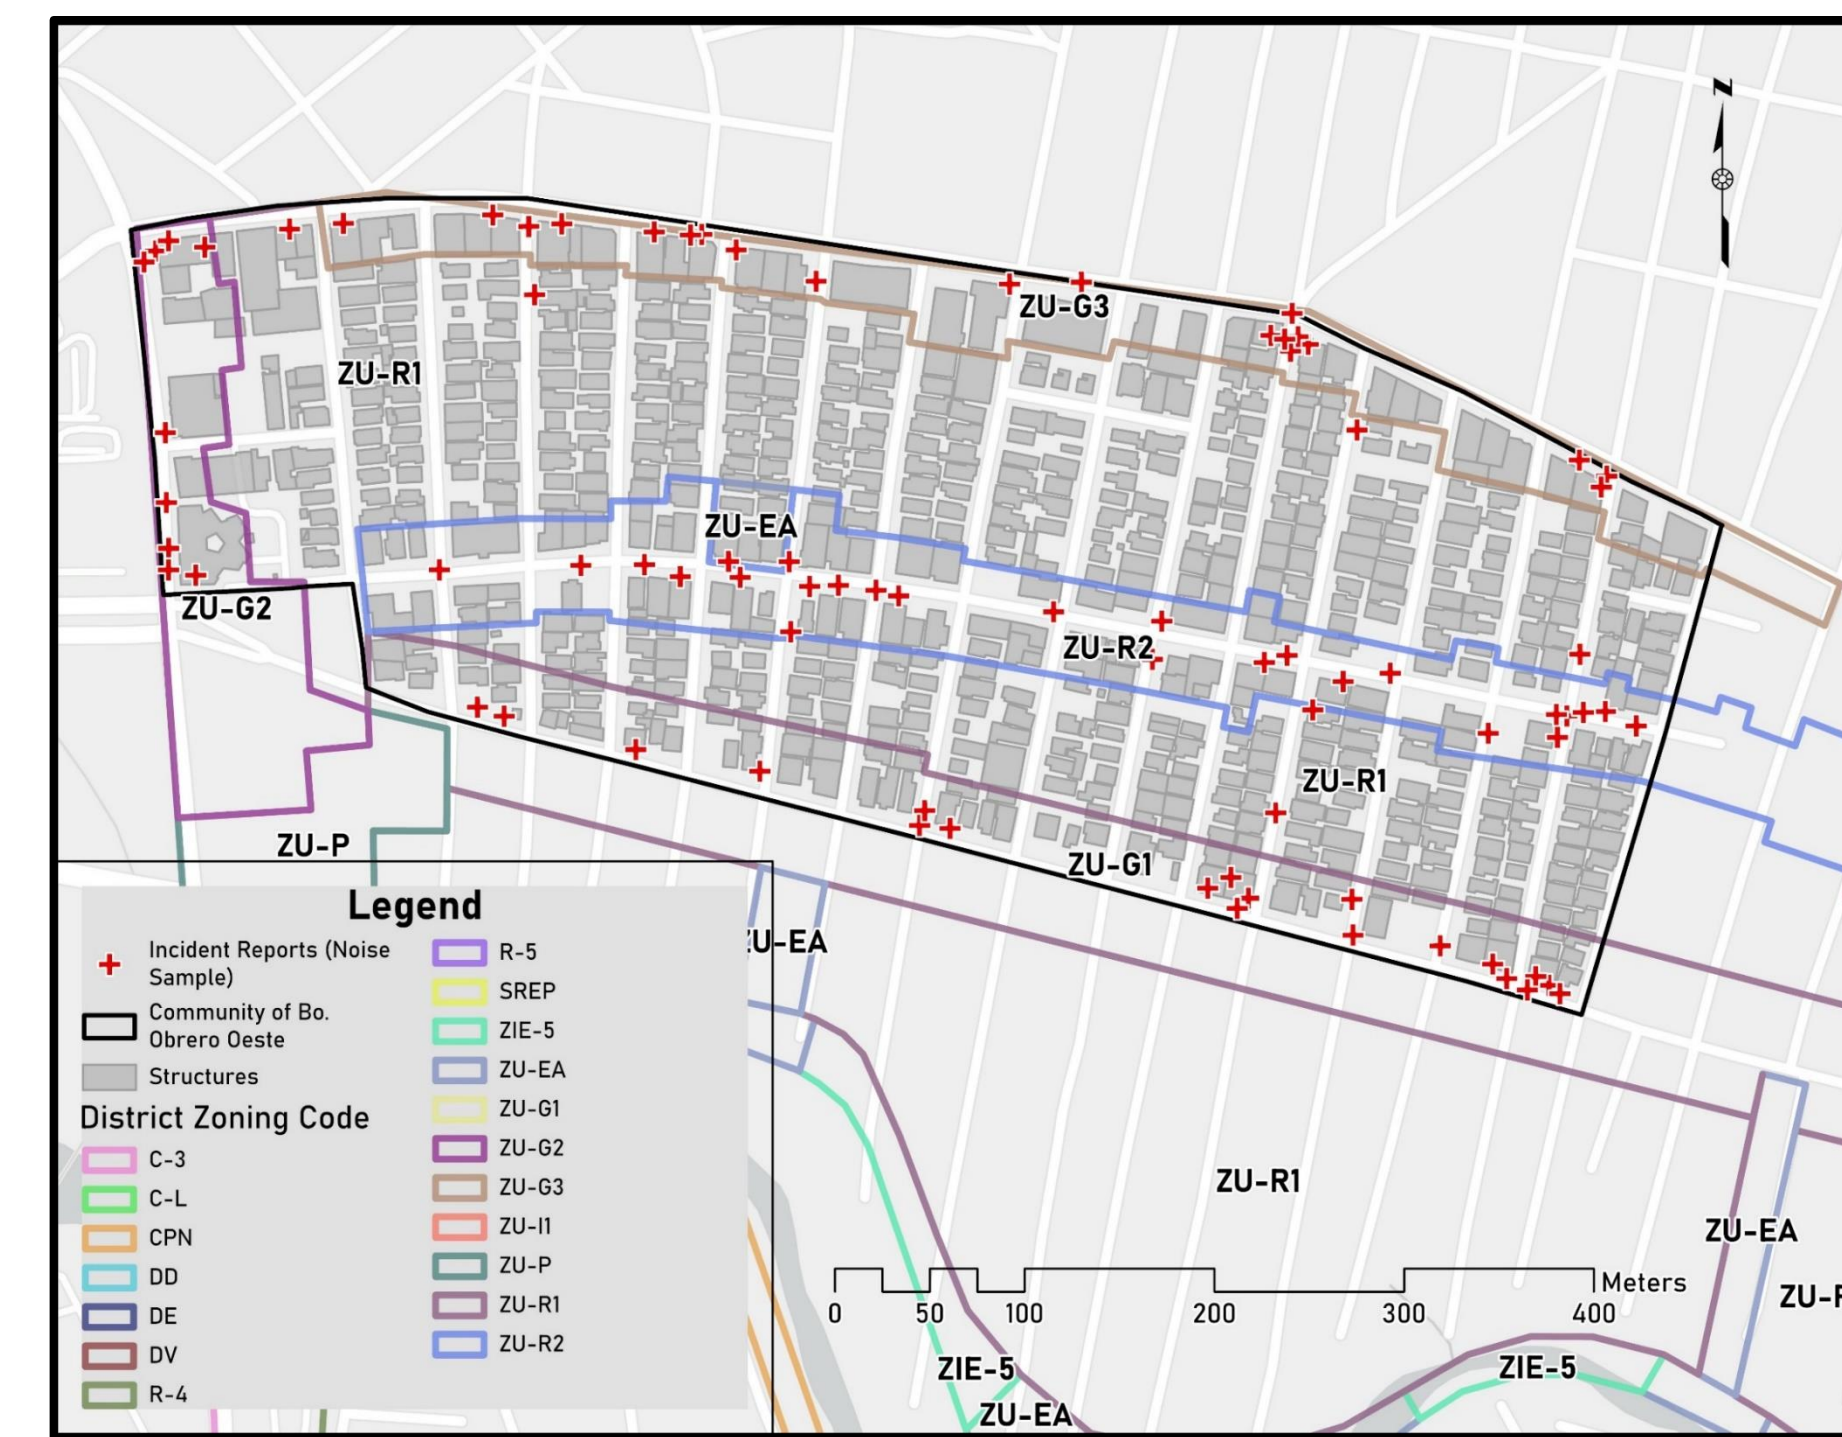 N
ZU-G3
ZU-R1
ZU-EA
ZU-G2
ZU-R2
ZU-R1
ZU-P
ZU-G1
ZU-EA
ZU-R1
ZU-EA
ZIE-5
ZIE-5
ZU-EA
0 50 100 200 300 400 Meters
Legend
Incident Reports (Noise
Sample)
Community of Bo.
Obrero Oeste
Structures
District Zoning Code
C-3
C-L
CPN
DD
DE
DV
R-4
R-5
SREP
ZIE-5
ZU-EA
ZU-G1
ZU-G2
ZU-G3
ZU-I1
ZU-P
ZU-R1
ZU-R2